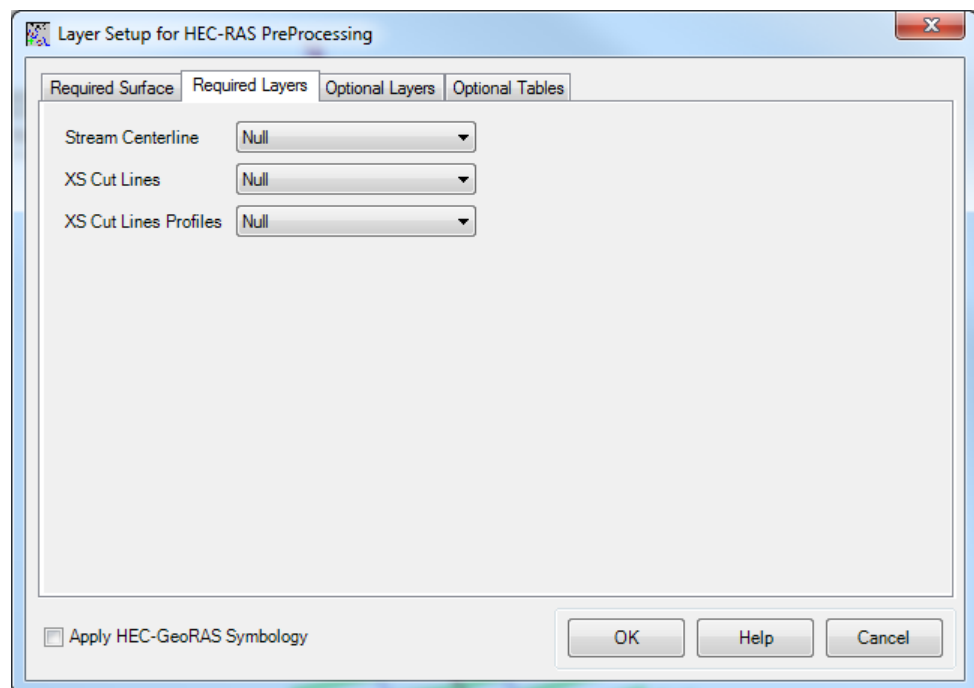 Layer Setup for HEC-RAS PreProcessing
Required Surface Required Layers Optional Layers Optional Tables
Stream Centerline Null
XS Cut Lines Null
XS Cut Lines Profiles Null
Apply HEC-GeoRAS Symbology OK Help Cancel